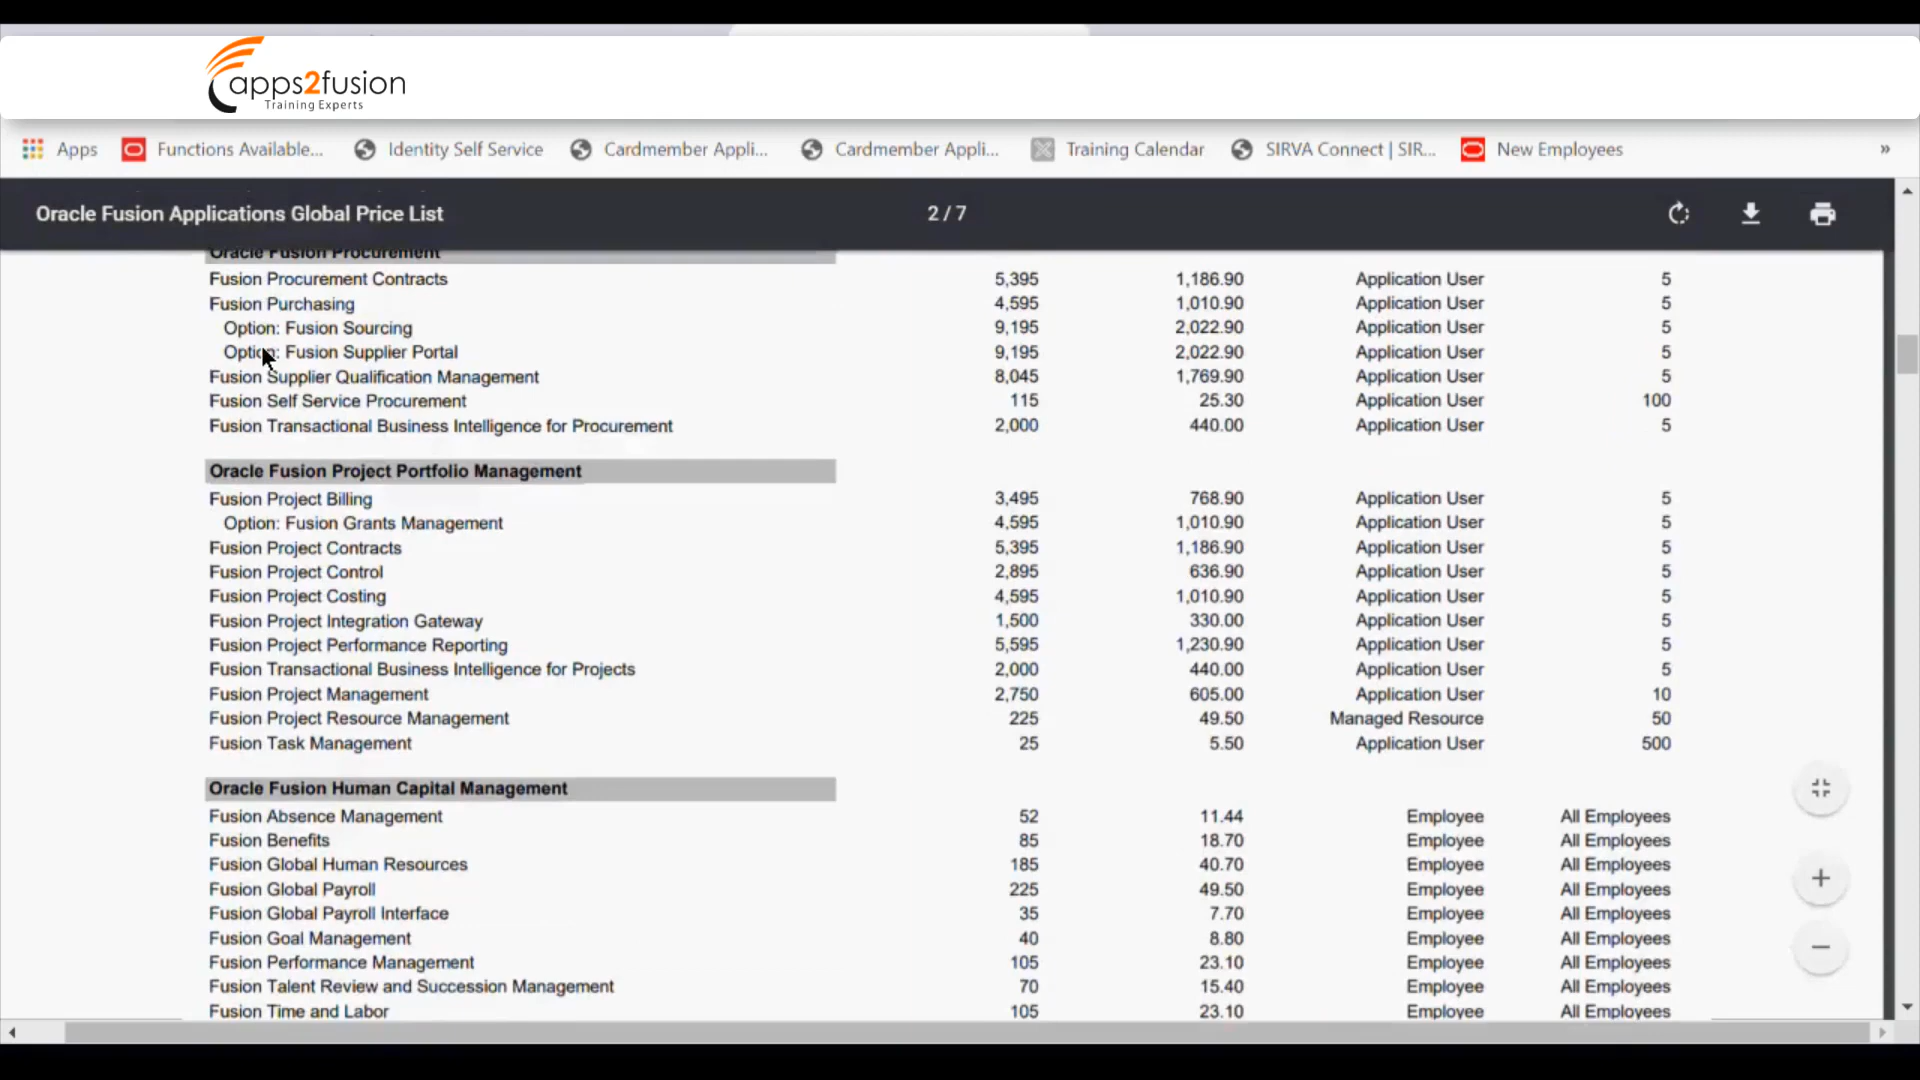 apps2fusion
Training Experts
Apps Functions Available... Identity Self Service Cardmember Appli... Cardmember Appli... Training Calendar SIRVA Connect | SIR... New Employees »
Oracle Fusion Applications Global Price List 2 / 7
Oracle Fusion Procurement
Fusion Procurement Contracts 5,395 1,186.90 Application User 5
Fusion Purchasing 4,595 1,010.90 Application User 5
Option: Fusion Sourcing 9,195 2,022.90 Application User 5
Option: Fusion Supplier Portal 9,195 2,022.90 Application User 5
Fusion Supplier Qualification Management 8,045 1,769.90 Application User 5
Fusion Self Service Procurement 115 25.30 Application User 100
Fusion Transactional Business Intelligence for Procurement 2,000 440.00 Application User 5
Oracle Fusion Project Portfolio Management
Fusion Project Billing 3,495 768.90 Application User 5
Option: Fusion Grants Management 4,595 1,010.90 Application User 5
Fusion Project Contracts 5,395 1,186.90 Application User 5
Fusion Project Control 2,895 636.90 Application User 5
Fusion Project Costing 4,595 1,010.90 Application User 5
Fusion Project Integration Gateway 1,500 330.00 Application User 5
Fusion Project Performance Reporting 5,595 1,230.90 Application User 5
Fusion Transactional Business Intelligence for Projects 2,000 440.00 Application User 5
Fusion Project Management 2,750 605.00 Application User 10
Fusion Project Resource Management 225 49.50 Managed Resource 50
Fusion Task Management 25 5.50 Application User 500
Oracle Fusion Human Capital Management
Fusion Absence Management 52 11.44 Employee All Employees
Fusion Benefits 85 18.70 Employee All Employees
Fusion Global Human Resources 185 40.70 Employee All Employees
Fusion Global Payroll 225 49.50 Employee All Employees
Fusion Global Payroll Interface 35 7.70 Employee All Employees
Fusion Goal Management 40 8.80 Employee All Employees
Fusion Performance Management 105 23.10 Employee All Employees
Fusion Talent Review and Succession Management 70 15.40 Employee All Employees
Fusion Time and Labor 105 23.10 Employee All Employees